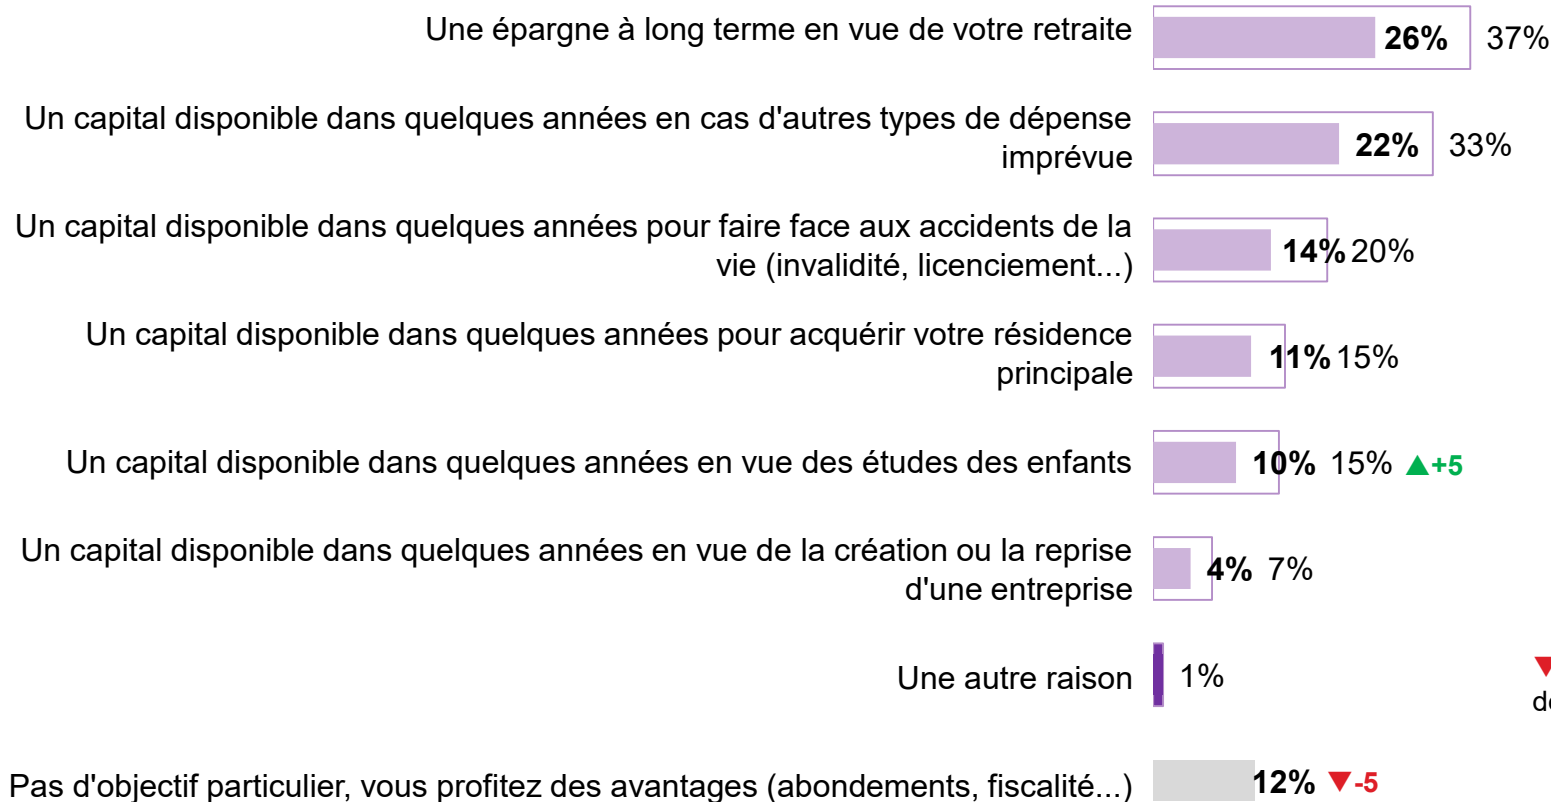 Une épargne à long terme en vue de votre retraite
26% 37%
Un capital disponible dans quelques années en cas d'autres types de dépense
imprévue
22% 33%
Un capital disponible dans quelques années pour faire face aux accidents de la
vie (invalidité, licenciement...)
14% 20%
Un capital disponible dans quelques années pour acquérir votre résidence
principale
11% 15%
Un capital disponible dans quelques années en vue des études des enfants
10% 15% ▲+5
Un capital disponible dans quelques années en vue de la création ou la reprise
d'une entreprise
4% 7%
Une autre raison
1%
▼
Pas d'objectif particulier, vous profitez des avantages (abondements, fiscalité...)
12% ▼-5